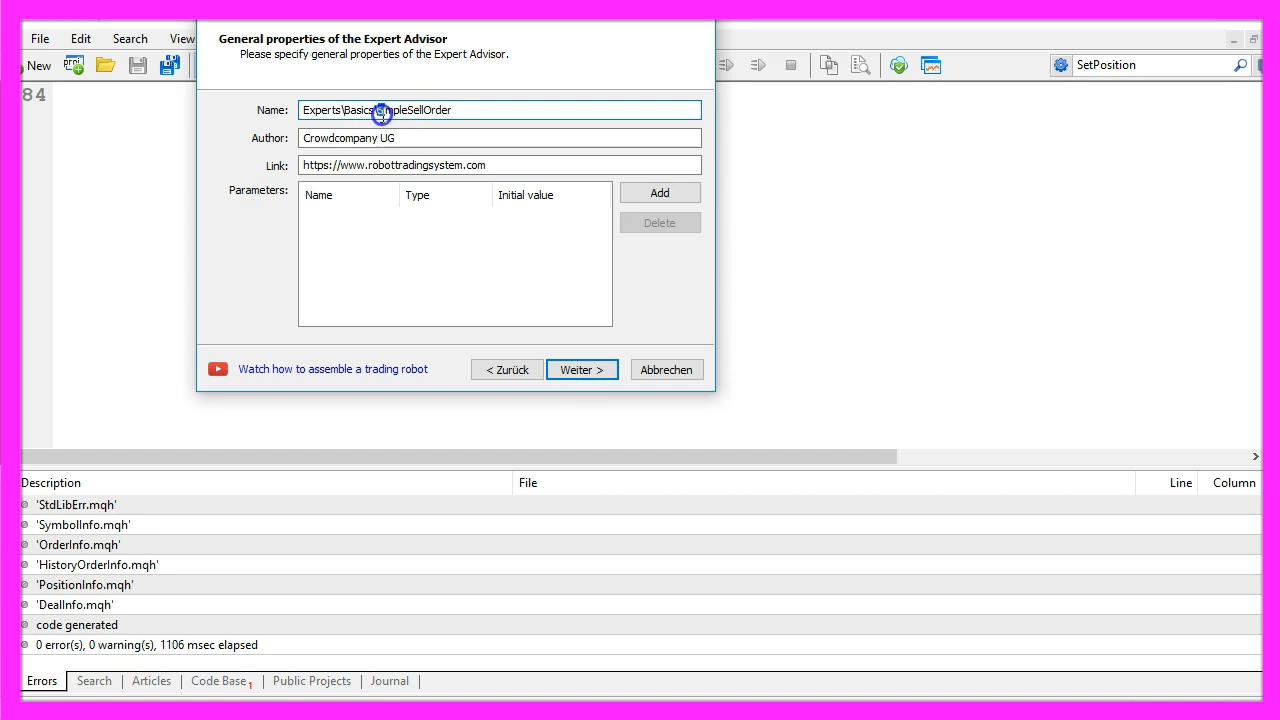 General properties of the Expert Advisor
Please specify general properties of the Expert Advisor.
File Edit Search View
New
SetPosition
84
Name: Experts\Basics\SimpleSellOrder
Author: Crowdcompany UG
Link: https://www.robottradingsystem.com
Parameters: Name Type Initial value
Add
Delete
Watch how to assemble a trading robot
< Zurück Weiter > Abbrechen
Description File Line Column
'StdLibErr.mqh'
'SymbolInfo.mqh'
'OrderInfo.mqh'
'HistoryOrderInfo.mqh'
'PositionInfo.mqh'
'DealInfo.mqh'
code generated
0 error(s), 0 warning(s), 1106 msec elapsed
Errors Search Articles Code Base 1 Public Projects Journal